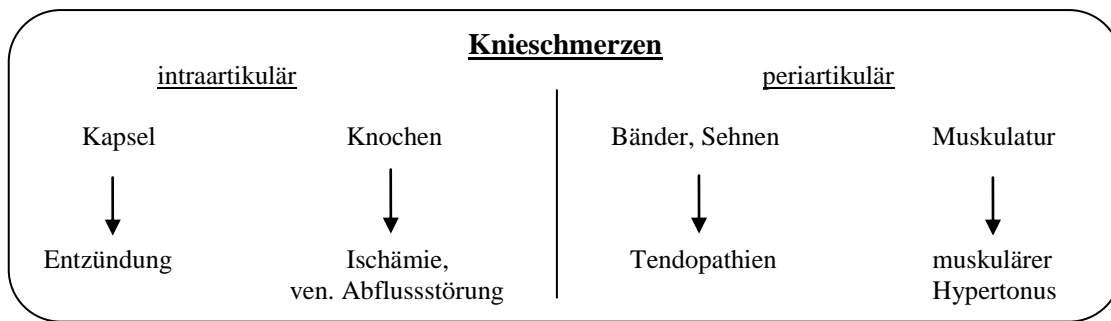 Knieschmerzen
intraartikulär periartikulär
Kapsel Knochen Bänder, Sehnen Muskulatur
Entzündung Ischämie, Tendopathien muskulärer
ven. Abflussstörung Hypertonus